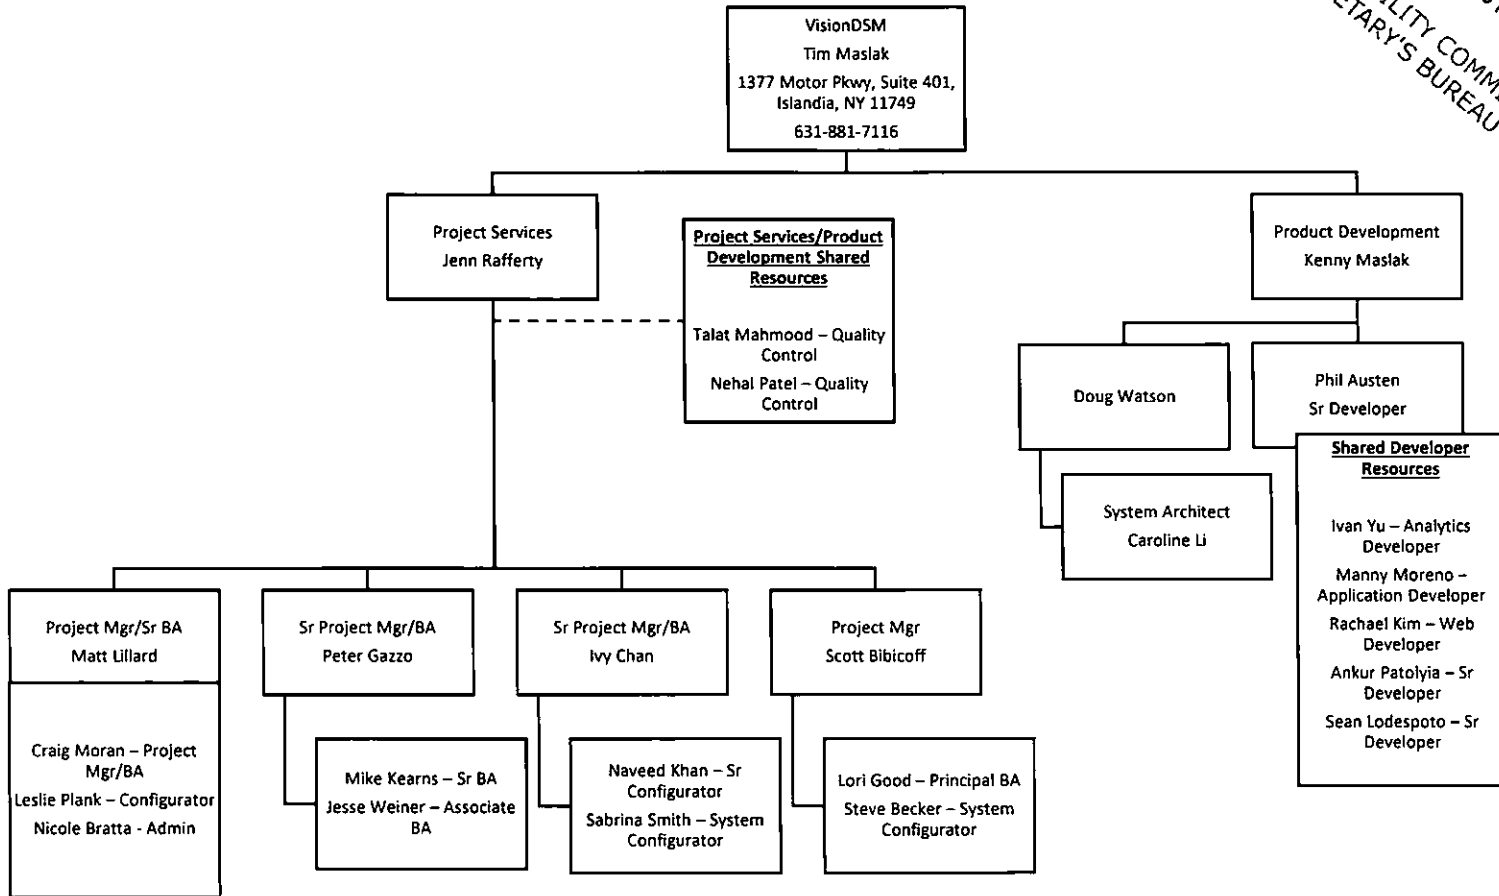 VisionDSM
Tim Maslak
1377 Motor Pkwy, Suite 401,
Islandia, NY 11749
631-881-7116
SECRETARY'S BUREAU
Project Services
Jenn Rafferty
Project Services/Product
Development Shared
Resources
Talat Mahmood – Quality
Control
Nehal Patel – Quality
Control
Product Development
Kenny Maslak
Doug Watson
Phil Austen
Sr Developer
System Architect
Caroline Li
Shared Developer
Resources
Ivan Yu – Analytics
Developer
Manny Moreno –
Application Developer
Rachael Kim – Web
Developer
Ankur Patolyia – Sr
Developer
Sean Lodespoto – Sr
Developer
Project Mgr/Sr BA
Matt Lillard
Craig Moran – Project
Mgr/BA
Leslie Plank – Configurator
Nicole Bratta - Admin
Sr Project Mgr/BA
Peter Gazzo
Mike Kearns – Sr BA
Jesse Weiner – Associate
BA
Sr Project Mgr/BA
Ivy Chan
Naveed Khan – Sr
Configurator
Sabrina Smith – System
Configurator
Project Mgr
Scott Bibicoff
Lori Good – Principal BA
Steve Becker – System
Configurator